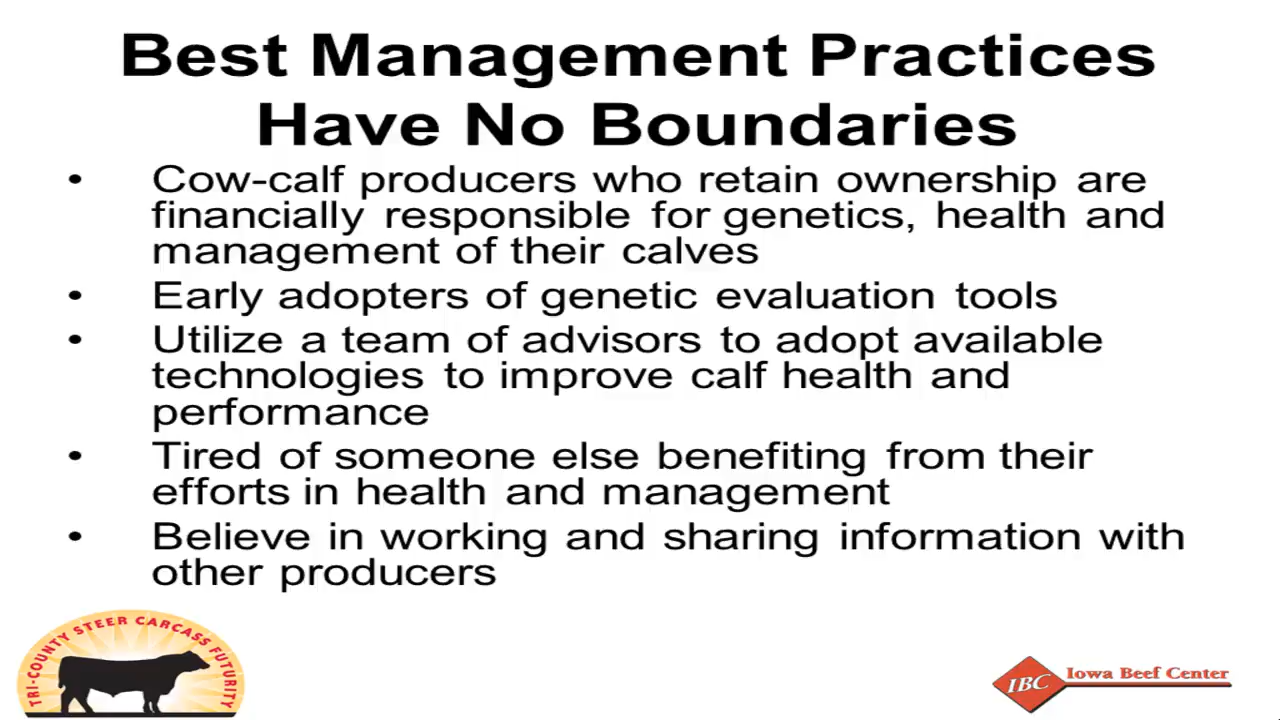 Best Management Practices
Have No Boundaries
• Cow-calf producers who retain ownership are
financially responsible for genetics, health and
management of their calves
• Early adopters of genetic evaluation tools
• Utilize a team of advisors to adopt available
technologies to improve calf health and
performance
• Tired of someone else benefiting from their
efforts in health and management
• Believe in working and sharing information with
other producers
TRI-COUNTY STEER CARCASS FUTURITY
IBC Iowa Beef Center